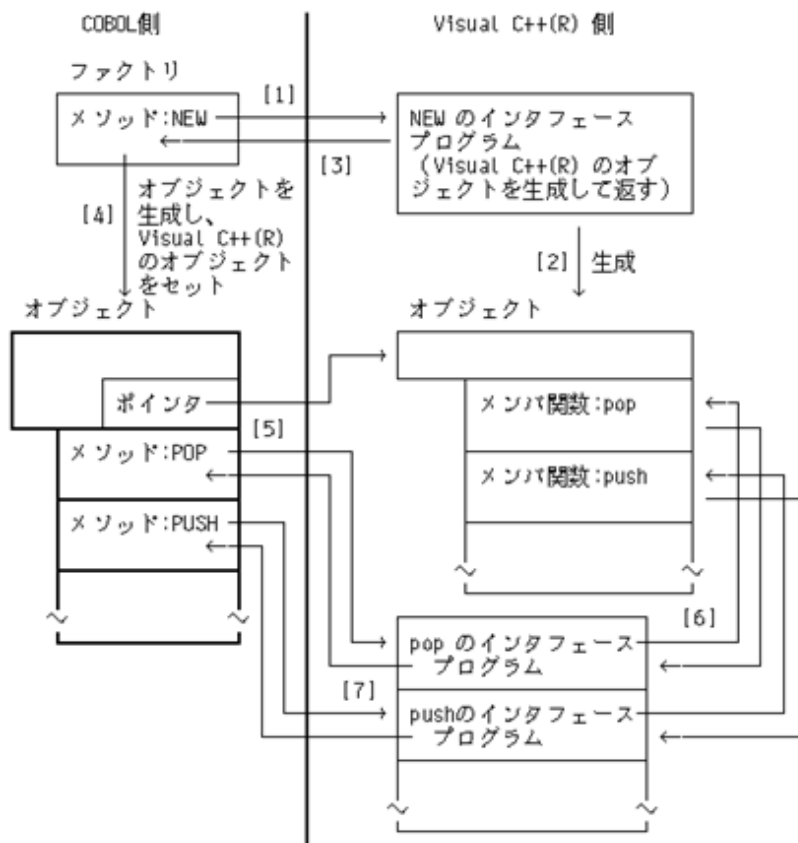 COBOL側
Visual C++(R) 側
ファクトリ
メソッド:NEW
[1]
[3]
NEW のインタフェース
プログラム
(Visual C++(R) のオブ
ジェクトを生成して返す)
[4]
オブジェクトを
生成し、
Visual C++(R)
のオブジェクト
をセット
[2]
生成
オブジェクト
オブジェクト
ポインタ
メンバ関数:pop
[5]
メソッド:POP
メンバ関数:push
メソッド:PUSH
[6]
pop のインタフェース
プログラム
[7]
pushのインタフェース
プログラム